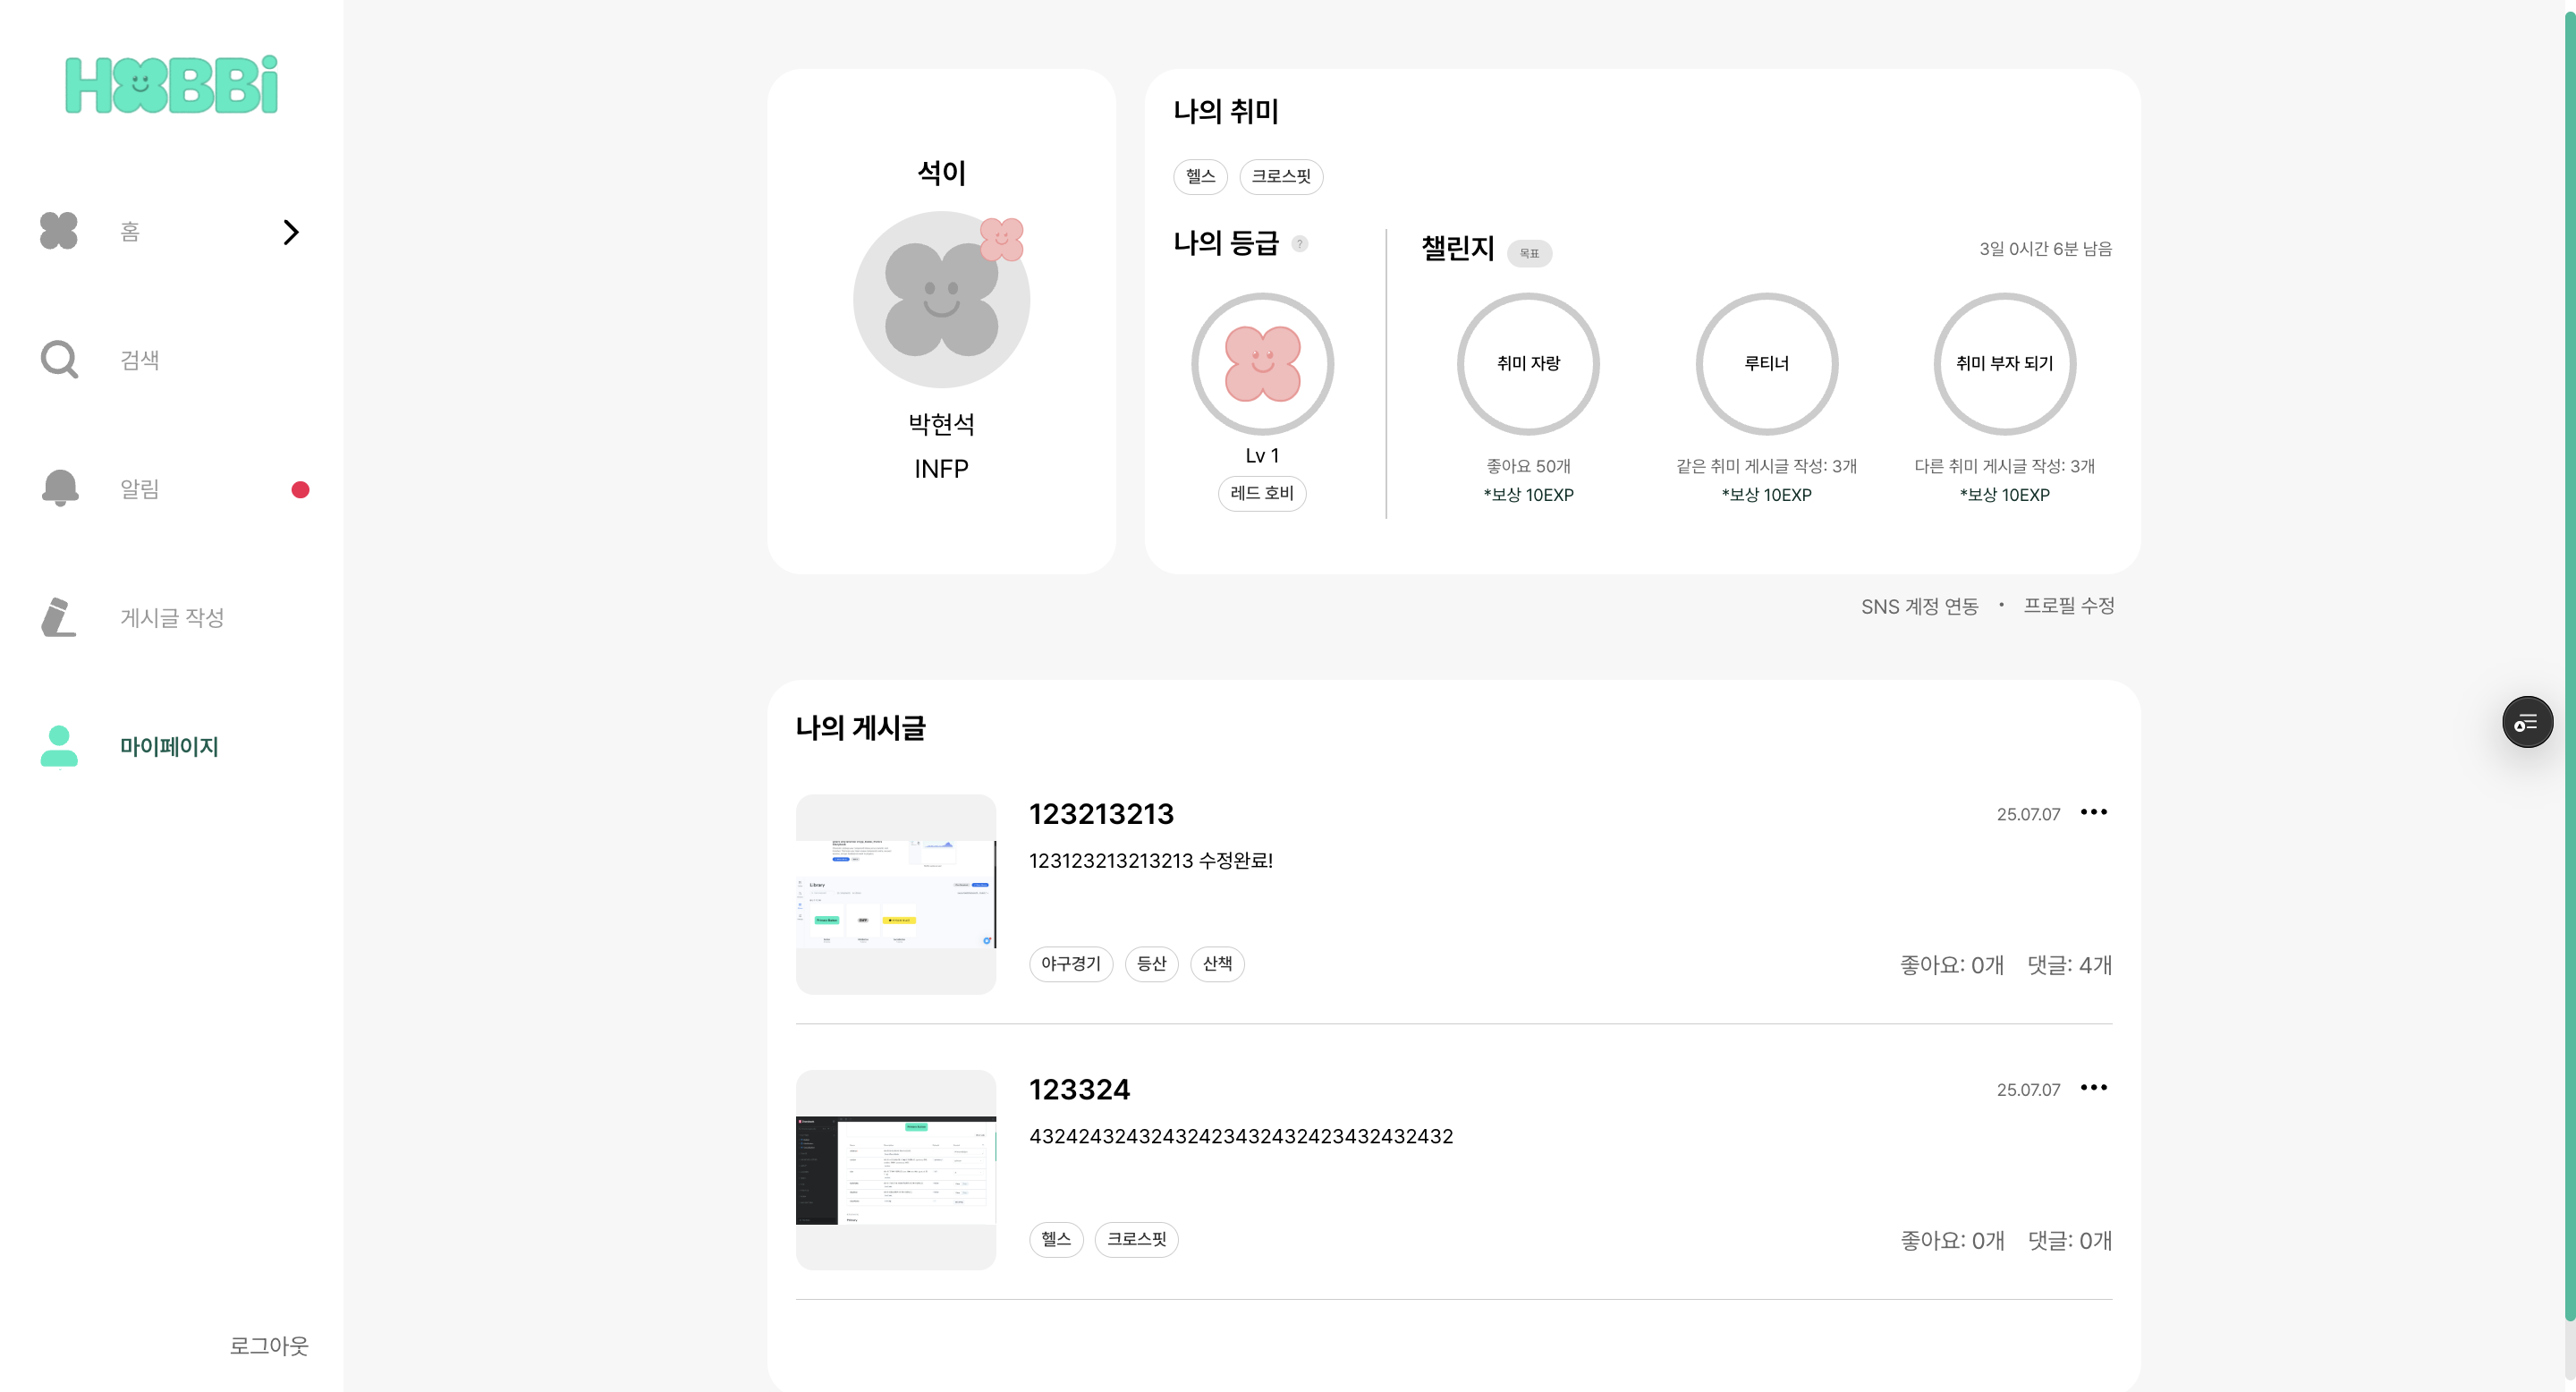 HOBBi
홈
검색
알림
게시글 작성
마이페이지
로그아웃
석이
박현석
INFP
나의 취미
헬스 크로스핏
나의 등급 ?
Lv 1
레드 호비
챌린지 목표 3일 0시간 6분 남음
취미 자랑 루티너 취미 부자 되기
좋아요 50개 같은 취미 게시글 작성: 3개 다른 취미 게시글 작성: 3개
*보상 10EXP *보상 10EXP *보상 10EXP
SNS 계정 연동 • 프로필 수정
나의 게시글
123213213 25.07.07
123123213213213 수정완료!
Library
야구경기 등산 산책 좋아요: 0개 댓글: 4개
123324 25.07.07
헬스 크로스핏 좋아요: 0개 댓글: 0개